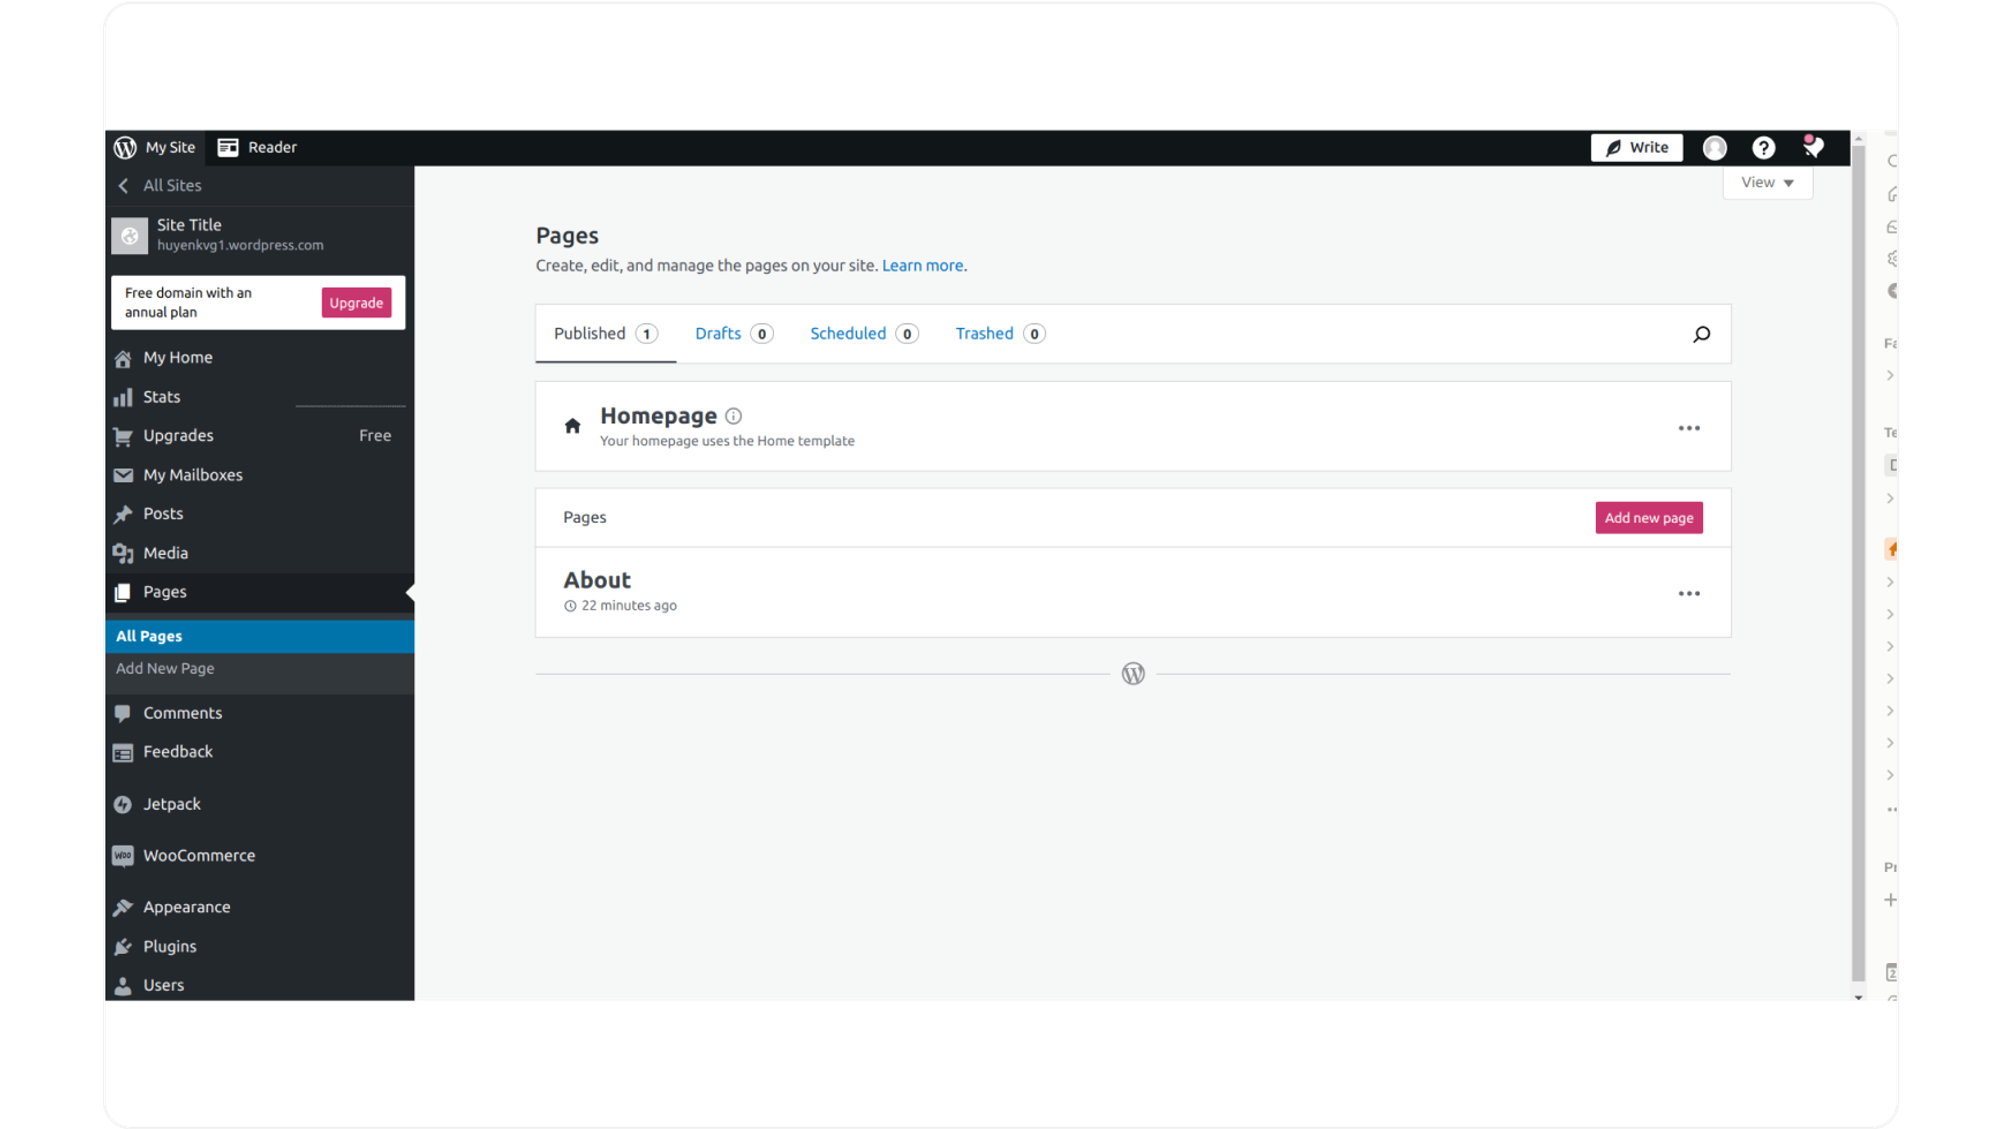 My Site
Reader
Write
All Sites
View
Site Title
huyenkvg1.wordpress.com
Free domain with an
annual plan
Upgrade
My Home
Stats
Upgrades Free
My Mailboxes
Posts
Media
Pages
All Pages
Add New Page
Comments
Feedback
Jetpack
WooCommerce
Appearance
Plugins
Users
Pages
Create, edit, and manage the pages on your site. Learn more.
Published 1
Drafts 0
Scheduled 0
Trashed 0
Homepage
Your homepage uses the Home template
Pages
Add new page
About
22 minutes ago